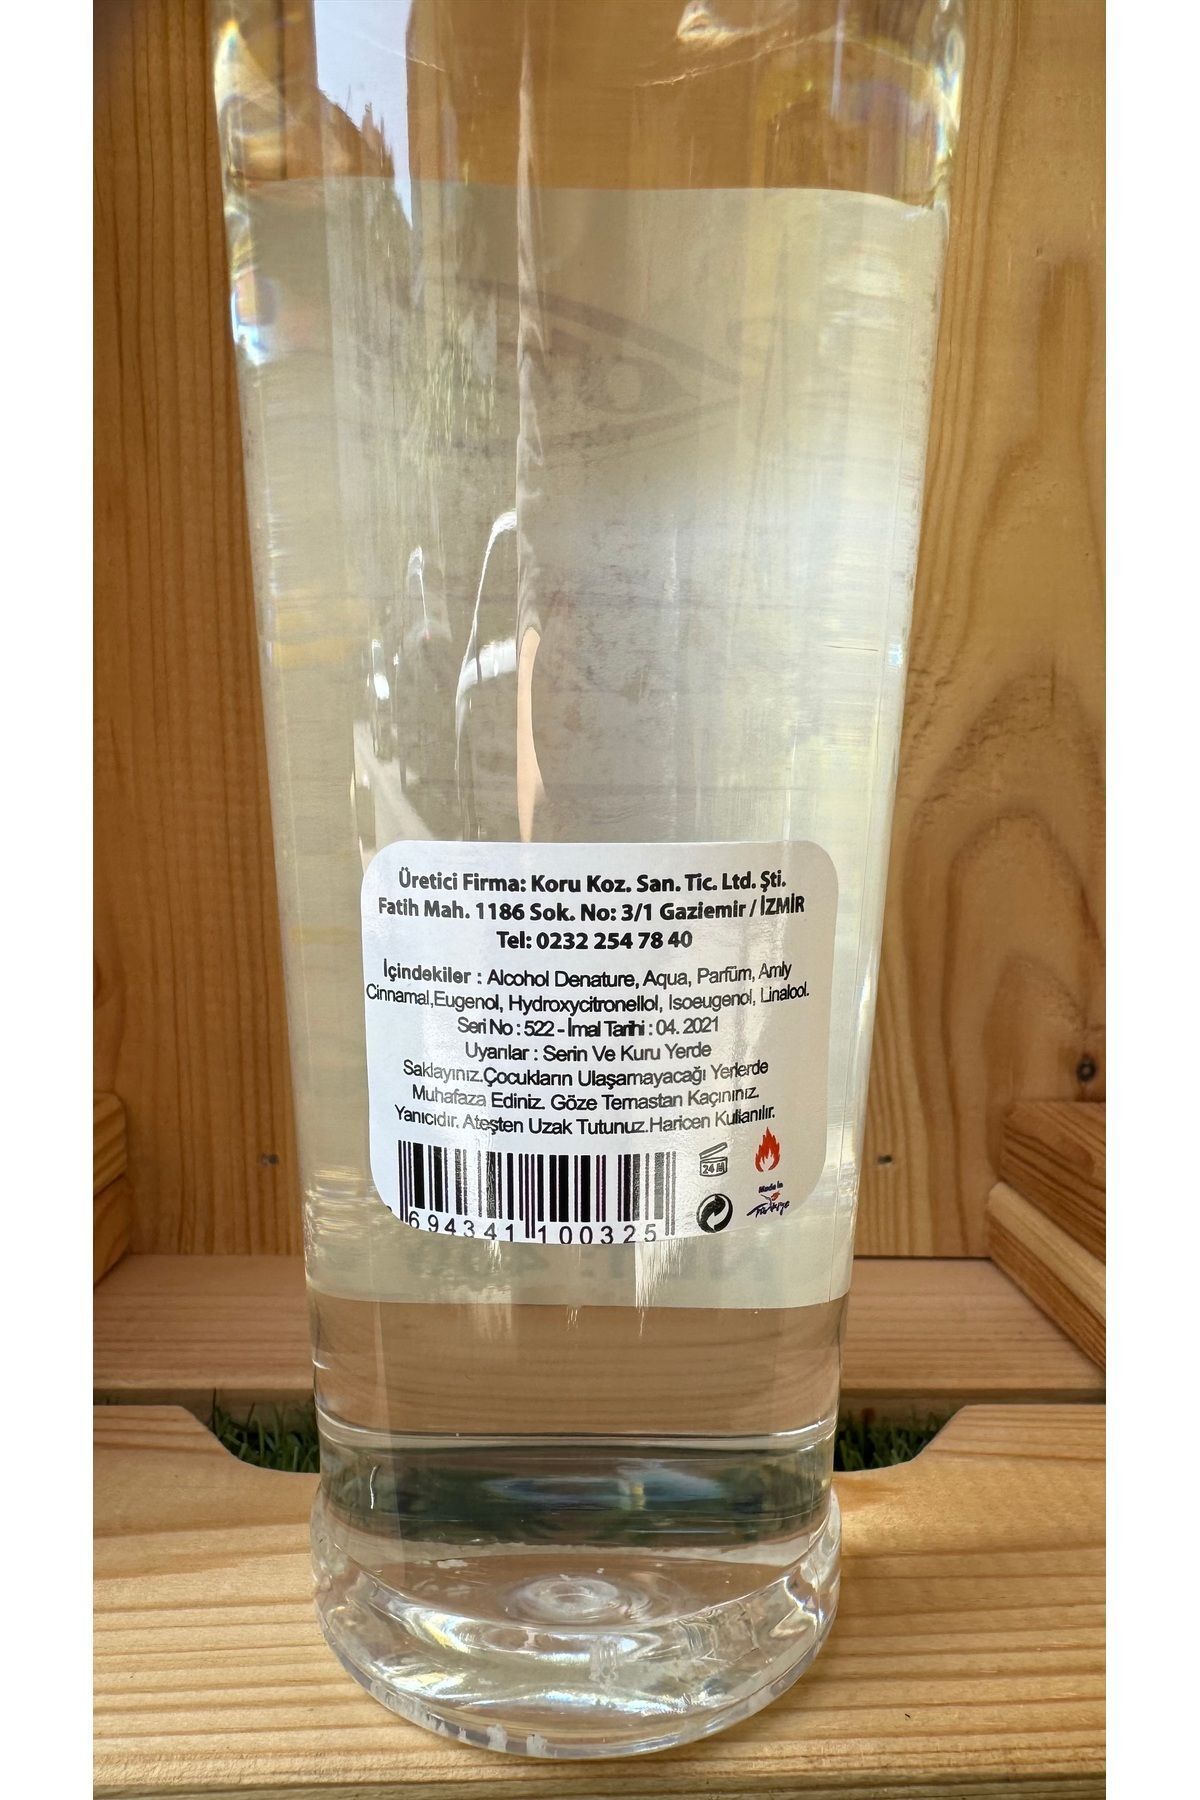 Üretici Firma: Koru Koz. San. Tic. Ltd. Şti.
Fatih Mah. 1186 Sok. No: 3/1 Gaziemir / İZMİR
Tel: 0232 254 78 40
İçindekiler : Alcohol Denature, Aqua, Parfüm, Amly
Cinnamal,Eugenol, Hydroxycitronellol, Isoeugenol, Linalool.
Seri No : 522 - İmal Tarihi : 04. 2021
Uyarılar : Serin Ve Kuru Yerde
Saklayınız.Çocukların Ulaşamayacağı Yerlerde
Muhafaza Ediniz. Göze Temastan Kaçınınız.
Yanıcıdır. Ateşten Uzak Tutunuz.Haricen Kullanılır.
24 M
Made in
Türkiye
694341 100325